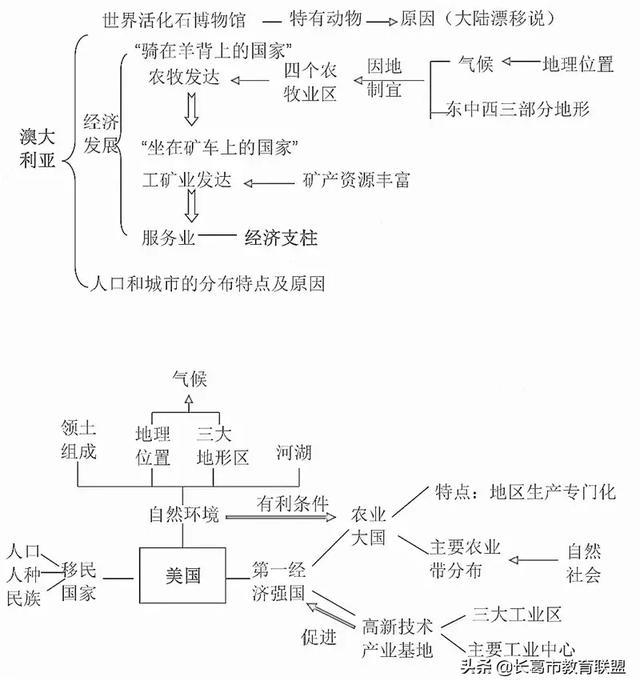 世界活化石博物馆 特有动物 原因（大陆漂移说）
“骑在羊背上的国家”
农牧发达
四个农
牧业区
因地
制宜
气候
地理位置
东中西三部分地形
澳大
利亚
经济
发展
“坐在矿车上的国家”
工矿业发达
矿产资源丰富
服务业
经济支柱
人口和城市的分布特点及原因
气候
领土
组成
地理
位置
三大
地形区
河湖
自然环境
有利条件
农业
大国
特点：地区生产专门化
主要农业
带分布
自然
社会
人口
人种
民族
移民
国家
美国
第一经
济强国
促进
高新技术
产业基地
三大工业区
主要工业中心
头条@长葛市教育联盟